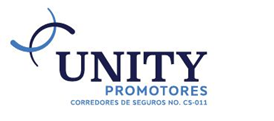 UNITY
PROMOTORES
CORREDORES DE SEGUROS NO. CS-011